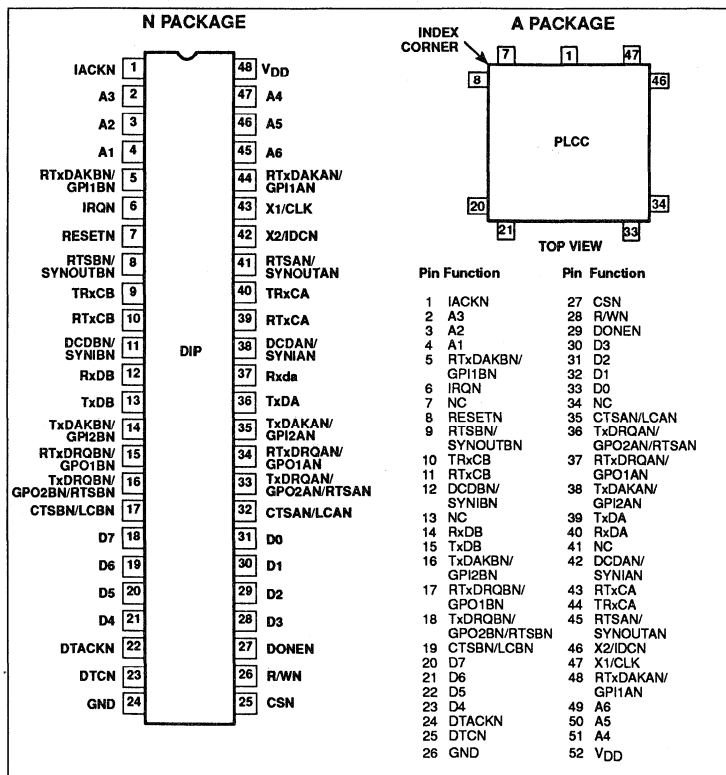 N PACKAGE
IACKN 1
A3 2
A2 3
A1 4
RTxDAKBN/
GPI1BN 5
IRQN 6
RESETN 7
RTSBN/
SYNOUTBN 8
TRxCB 9
RTxCB 10
DCDBN/
SYNIBN 11
RxDB 12
TxDB 13
TxDAKBN/
GPI2BN 14
RTxDRQBN/
GPO1BN 15
TxDRQBN/
GPO2BN/RTSBN 16
CTSBN/LCBN 17
D7 18
D6 19
D5 20
D4 21
DTACKN 22
DTCN 23
GND 24
DIP
48 VDD
47 A4
46 A5
45 A6
44 RTxDAKAN/
GPI1AN
43 X1/CLK
42 X2/IDCN
41 RTSAN/
SYNOUTAN
40 TRxCA
39 RTxCA
38 DCDAN/
SYNIAN
37 Rxda
36 TxDA
35 TxDAKAN/
GPI2AN
34 RTxDRQAN/
GPO1AN
33 TxDRQAN/
GPO2AN/RTSAN
32 CTSAN/LCAN
31 D0
30 D1
29 D2
28 D3
27 DONEN
26 R/WN
25 CSN
A PACKAGE
INDEX
CORNER
7 1 47
8 46
PLCC
20 34
21 33
TOP VIEW
Pin Function
1 IACKN
2 A3
3 A2
4 A1
5 RTxDAKBN/
GPI1BN
6 IRQN
7 NC
8 RESETN
9 RTSBN/
SYNOUTBN
10 TRxCB
11 RTxCB
12 DCDBN/
SYNIBN
13 NC
14 RxDB
15 TxDB
16 TxDAKBN/
GPI2BN
17 RTxDRQBN/
GPO1BN
18 TxDRQBN/
GPO2BN/RTSBN
19 CTSBN/LCBN
20 D7
21 D6
22 D5
23 D4
24 DTACKN
25 DTCN
26 GND
Pin Function
27 CSN
28 R/WN
29 DONEN
30 D3
31 D2
32 D1
33 D0
34 NC
35 CTSAN/LCAN
36 TxDRQAN/
GPO2AN/RTSAN
37 RTxDRQAN/
GPO1AN
38 TxDAKAN/
GPI2AN
39 TxDA
40 RxDA
41 NC
42 DCDAN/
SYNIAN
43 RTxCA
44 TRxCA
45 RTSAN/
SYNOUTAN
46 X2/IDCN
47 X1/CLK
48 RTxDAKAN/
GPI1AN
49 A6
50 A5
51 A4
52 VDD